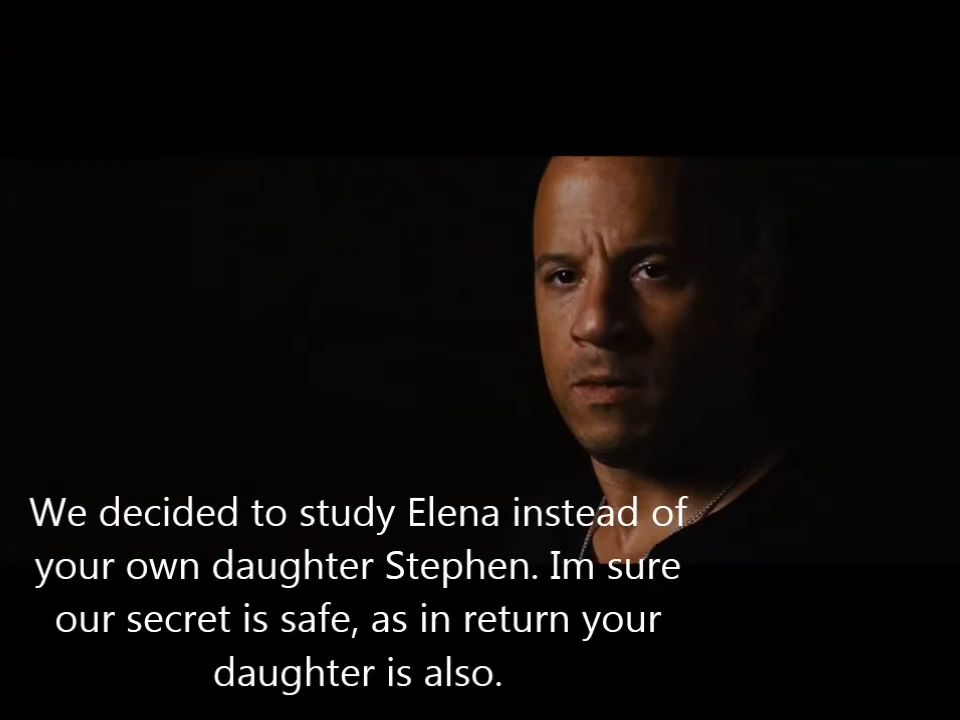 We decided to study Elena instead of
your own daughter Stephen. Im sure
our secret is safe, as in return your
daughter is also.